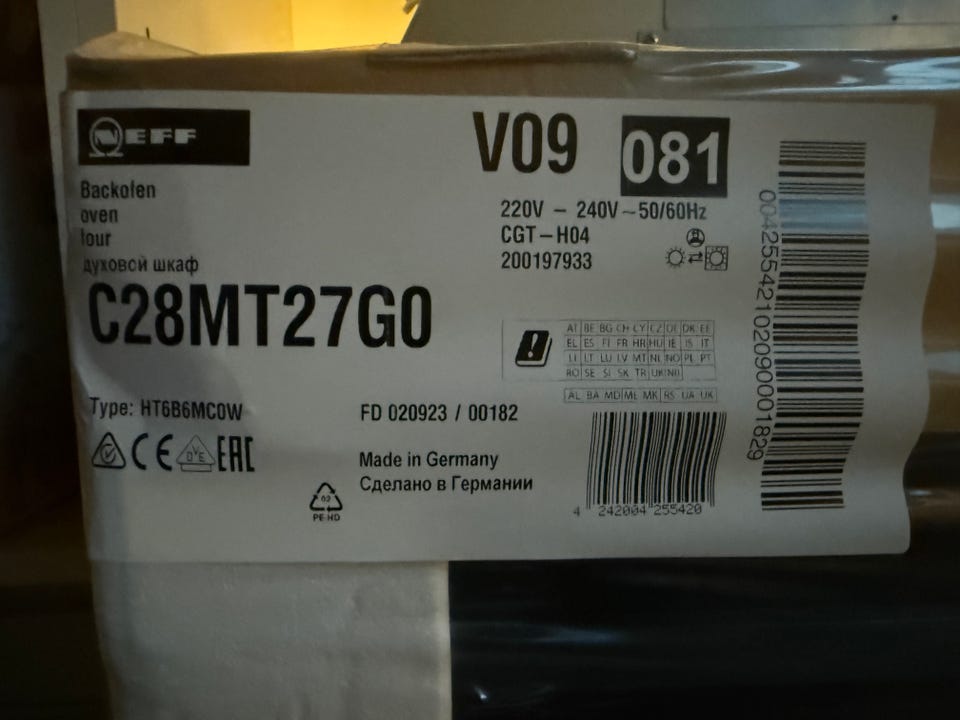 NEFF
Backofen
oven
four
духовой шкаф
C28MT27G0
Type: HT6B6MC0W
V09
081
220V – 240V ~ 50/60Hz
CGT–H04
200197933
AT BE BG CH CY CZ DE DK EE
EL ES FI FR HR HU IE IS IT
LI LT LU LV MT NL NO PL PT
RO SE SI SK TR UK(NI)
AL BA MD ME MK RS UA UK
FD 020923 / 00182
CE
DVE
EAC
Made in Germany
Сделано в Германии
02
PE-HD
4 242004 255420
004255421020900001829